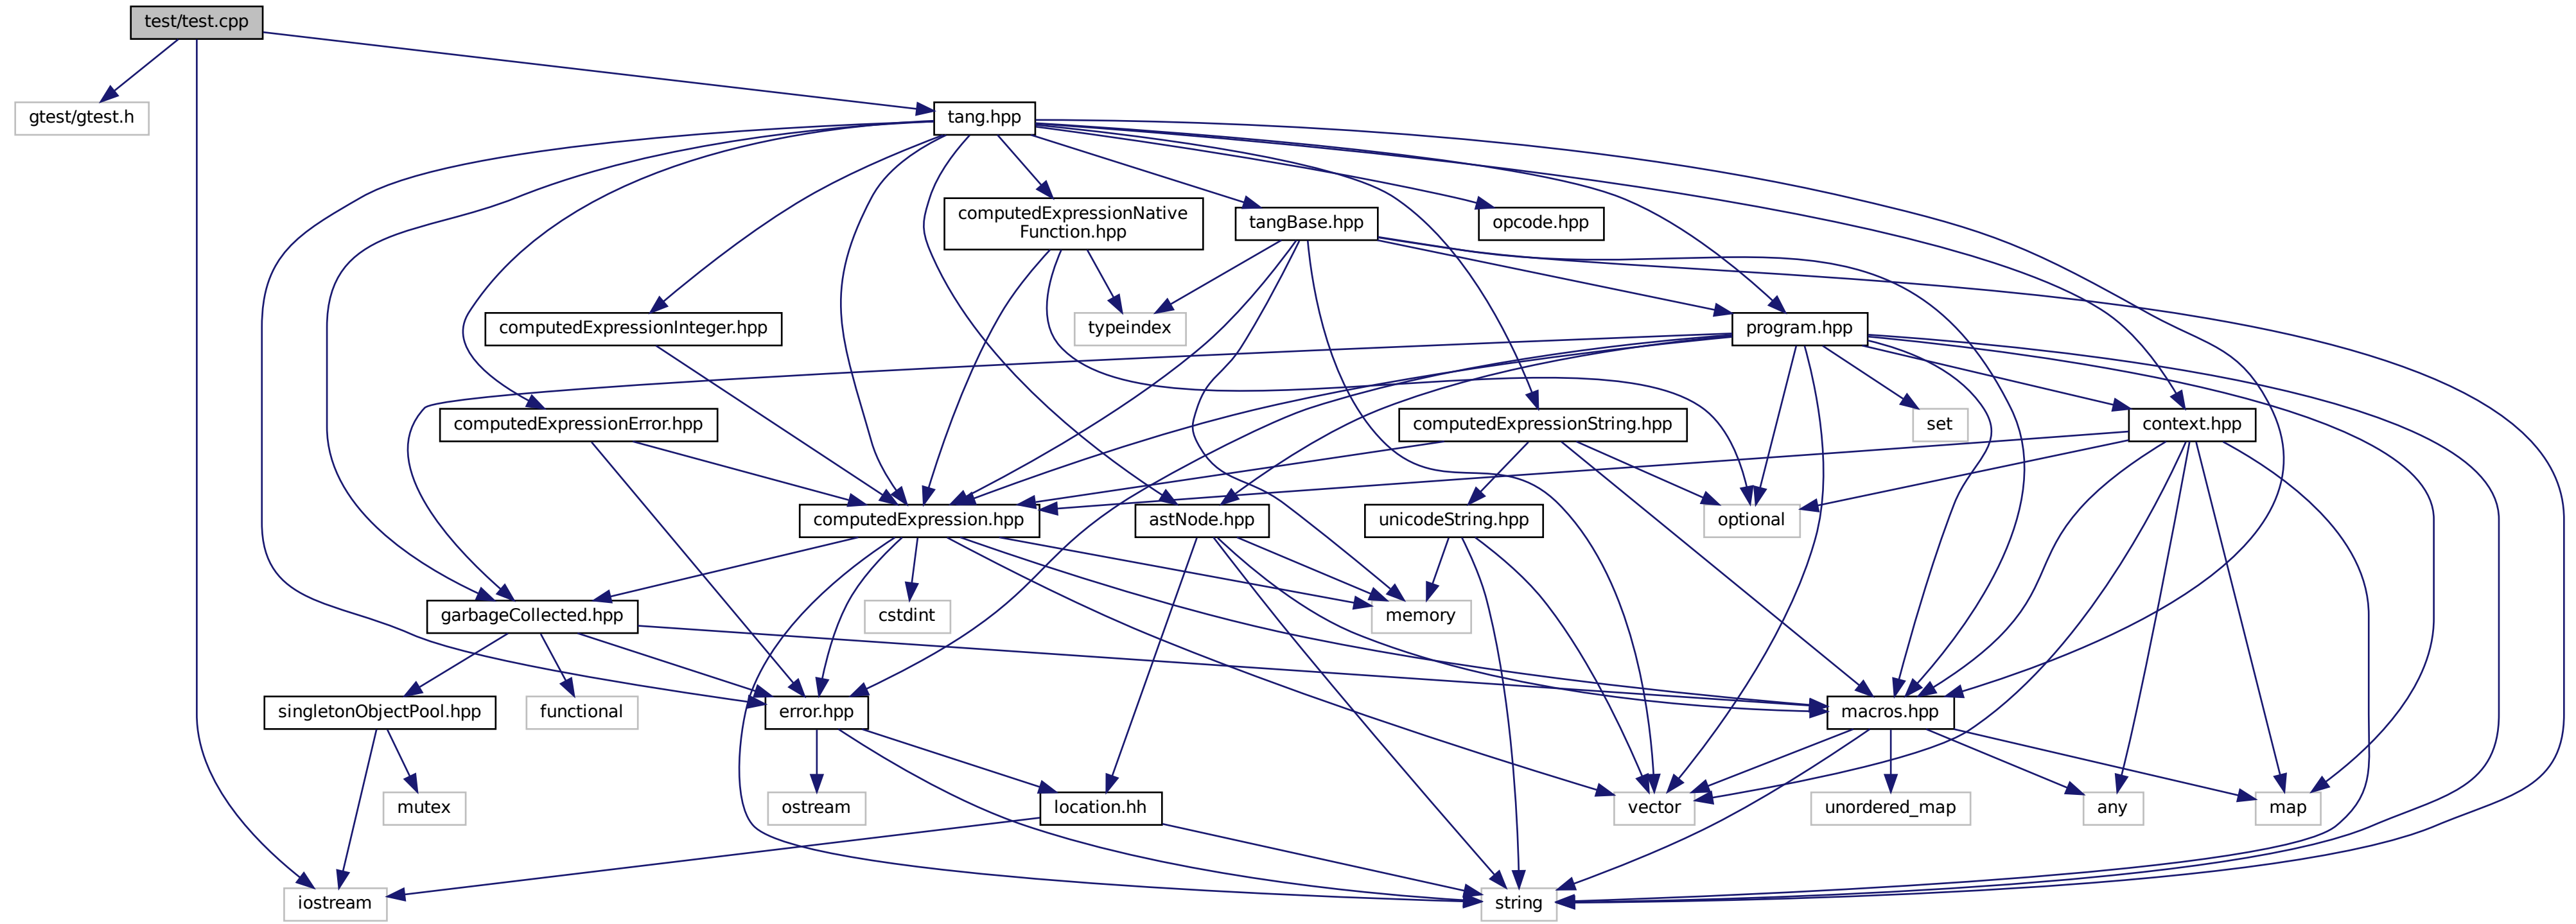 test/test.cpp
gtest/gtest.h
tang.hpp
computedExpressionNative
Function.hpp
tangBase.hpp
opcode.hpp
computedExpressionInteger.hpp
typeindex
program.hpp
computedExpressionError.hpp
computedExpressionString.hpp
set
context.hpp
computedExpression.hpp
astNode.hpp
unicodeString.hpp
optional
garbageCollected.hpp
cstdint
memory
singletonObjectPool.hpp
functional
error.hpp
macros.hpp
mutex
ostream
location.hh
vector
unordered_map
any
map
iostream
string